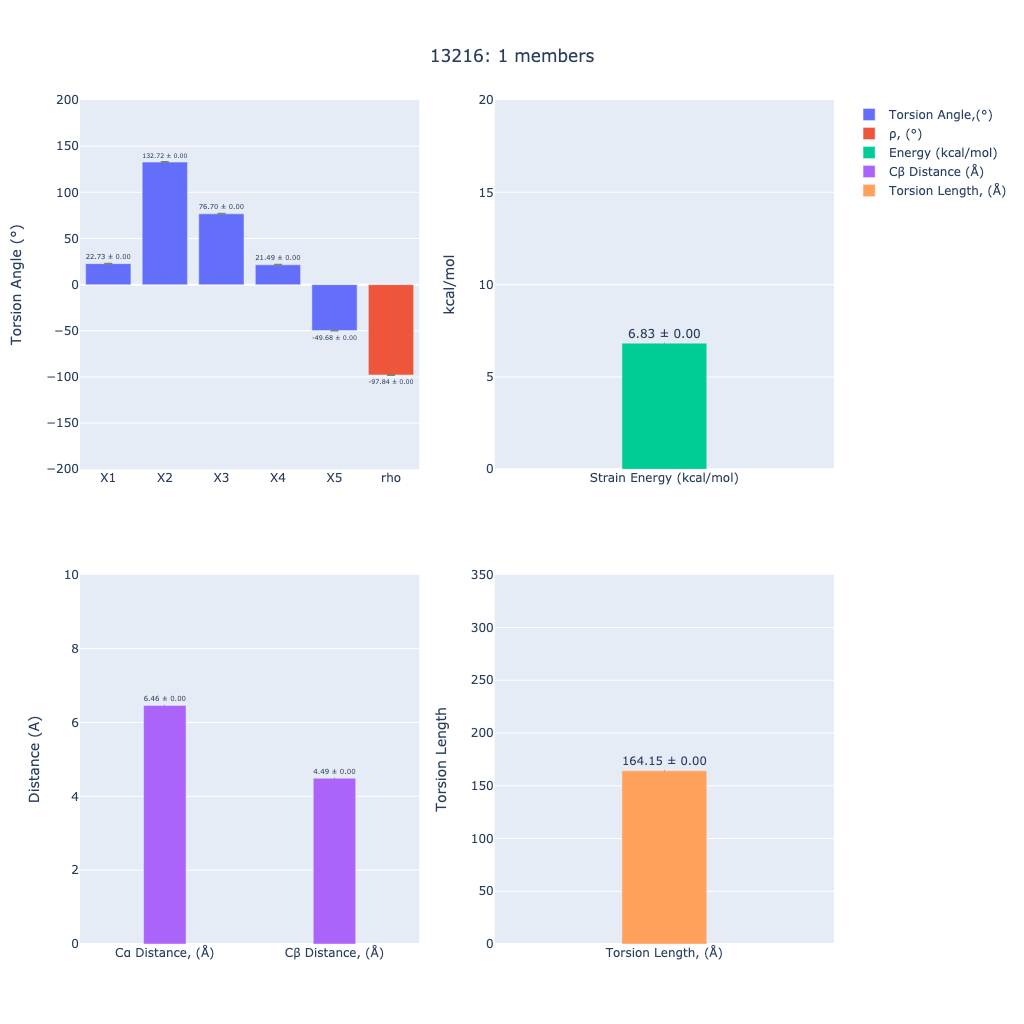 13216: 1 members
Torsion Angle (°)
200
150
100
50
0
−50
−100
−150
−200
22.73 ± 0.00
132.72 ± 0.00
76.70 ± 0.00
21.49 ± 0.00
-49.68 ± 0.00
-97.84 ± 0.00
X1 X2 X3 X4 X5 rho
kcal/mol
20
15
10
5
0
6.83 ± 0.00
Strain Energy (kcal/mol)
Torsion Angle,(°)
ρ, (°)
Energy (kcal/mol)
Cβ Distance (Å)
Torsion Length, (Å)
Distance (A)
10
8
6
4
2
0
6.46 ± 0.00
4.49 ± 0.00
Cα Distance, (Å) Cβ Distance, (Å)
Torsion Length
350
300
250
200
150
100
50
0
164.15 ± 0.00
Torsion Length, (Å)